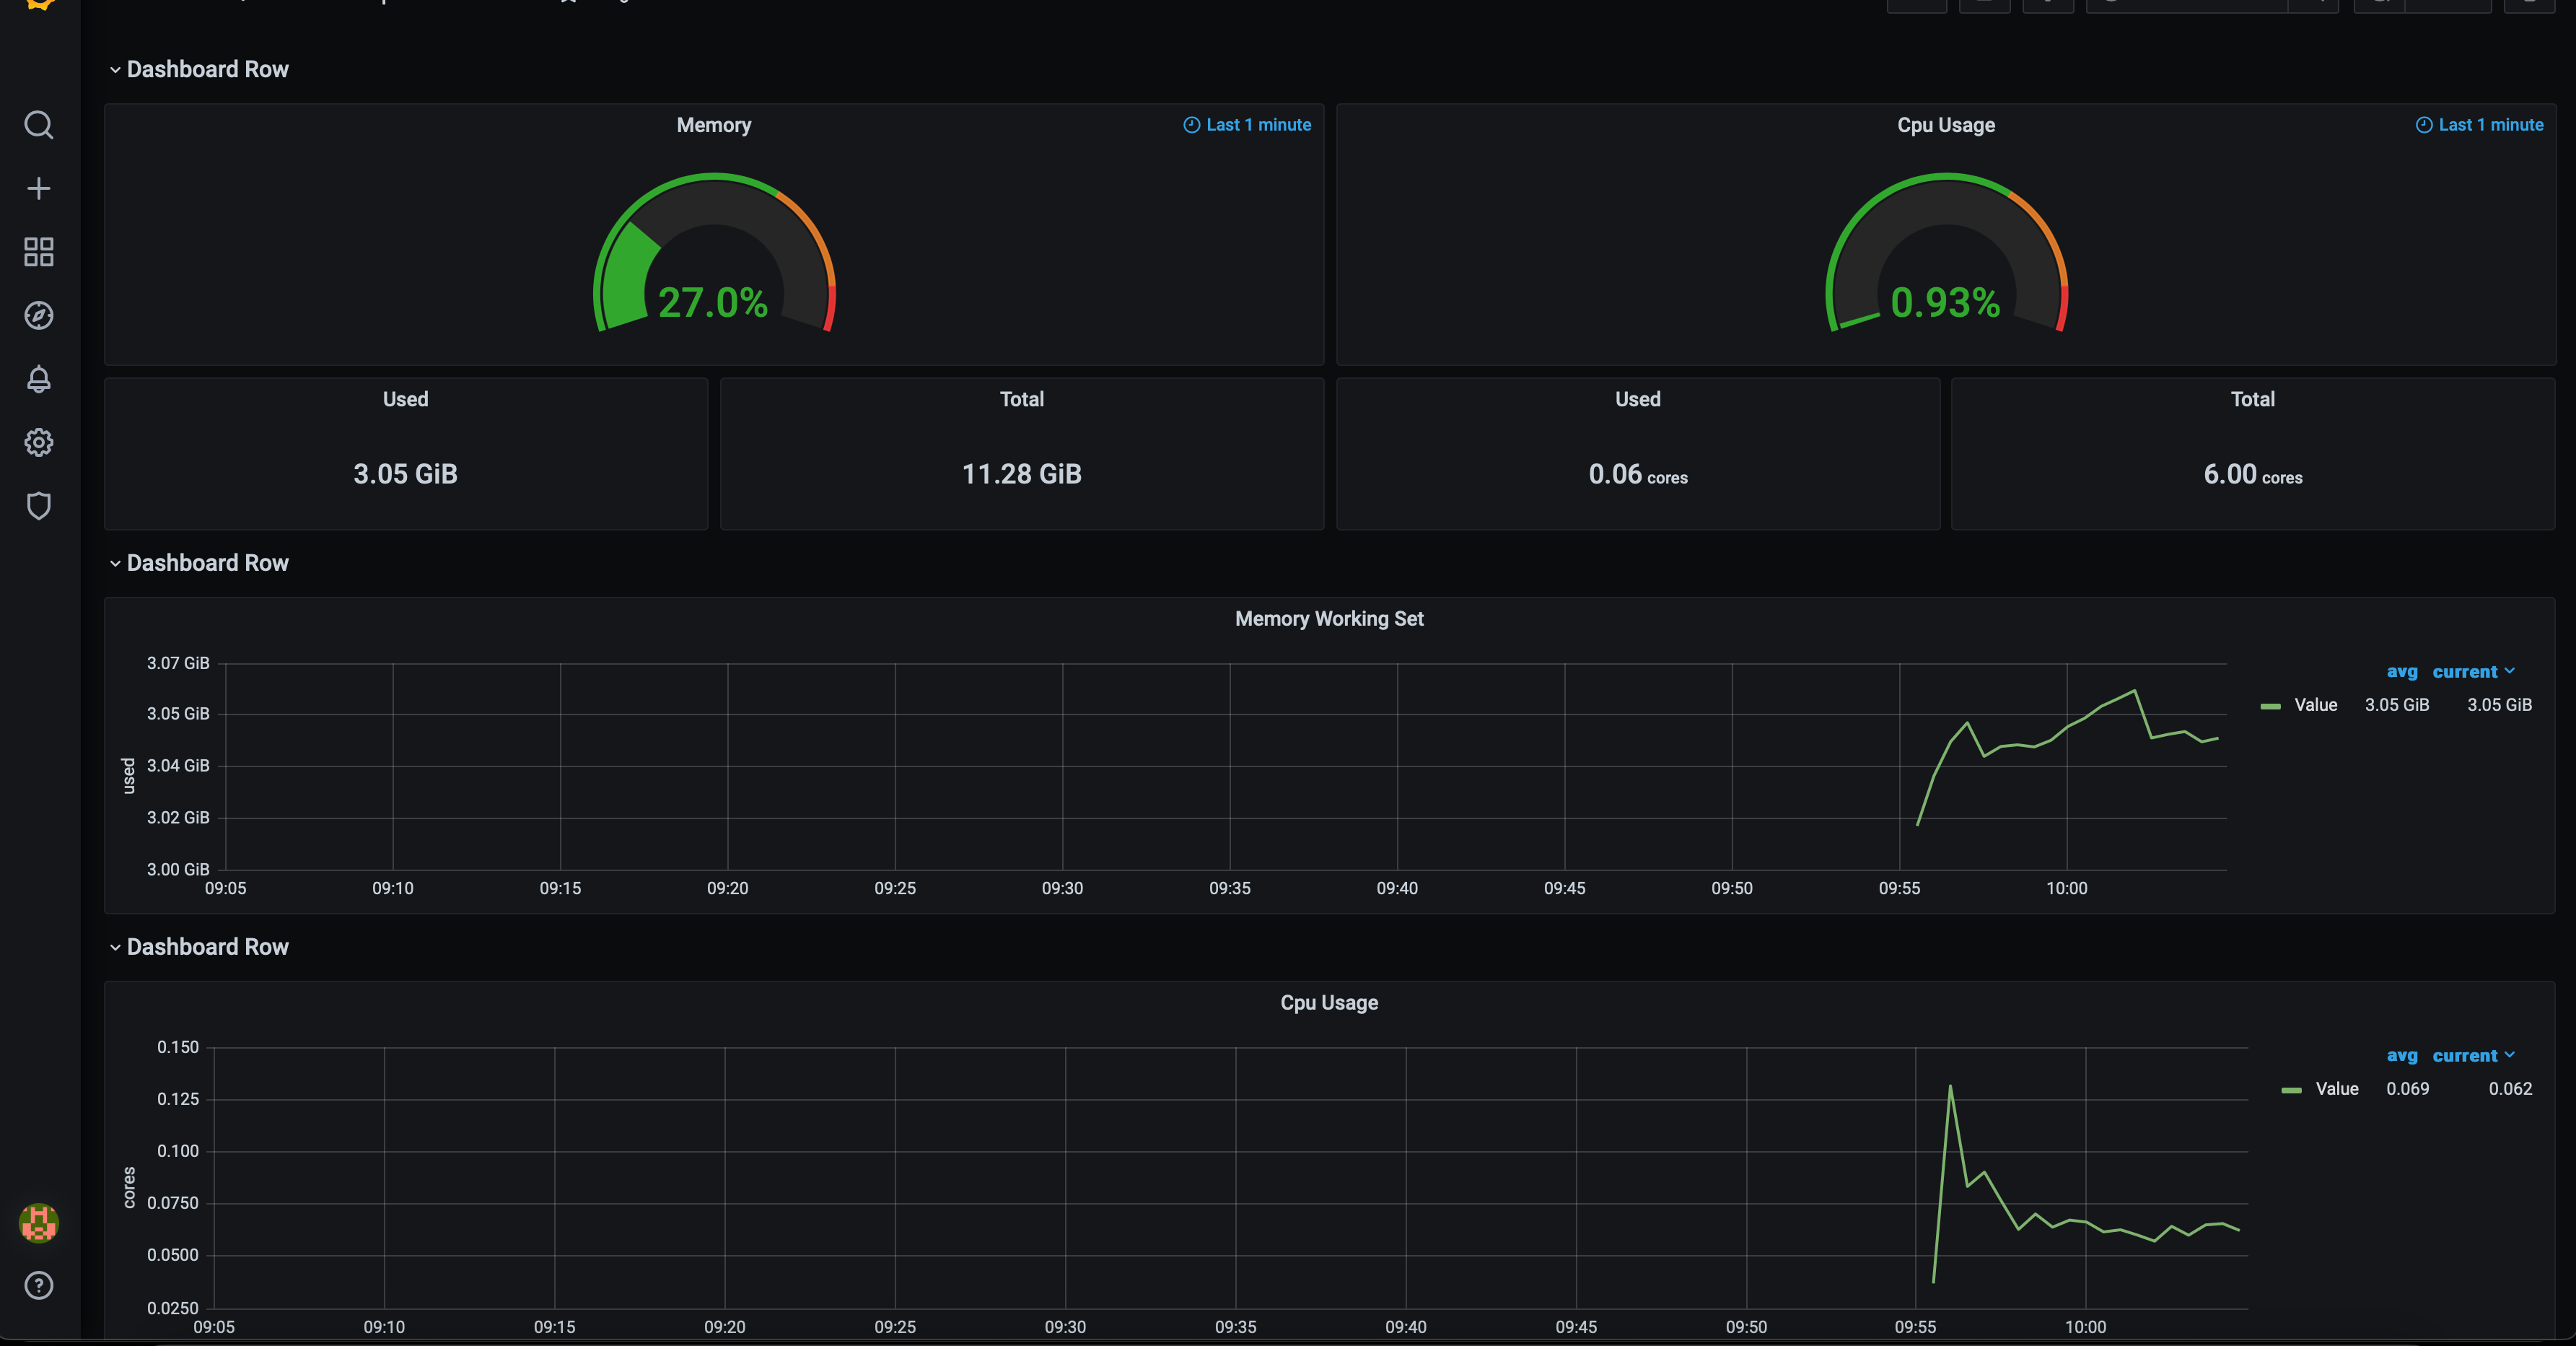 Dashboard Row
Memory
Last 1 minute
Cpu Usage
Last 1 minute
27.0%
0.93%
Used
Total
Used
Total
3.05 GiB
11.28 GiB
0.06 cores
6.00 cores
Dashboard Row
Memory Working Set
3.07 GiB
3.05 GiB
3.04 GiB
3.02 GiB
3.00 GiB
used
09:05 09:10 09:15 09:20 09:25 09:30 09:35 09:40 09:45 09:50 09:55 10:00
avg current
Value 3.05 GiB 3.05 GiB
Dashboard Row
Cpu Usage
0.150
0.125
0.100
0.0750
0.0500
0.0250
cores
09:05 09:10 09:15 09:20 09:25 09:30 09:35 09:40 09:45 09:50 09:55 10:00
avg current
Value 0.069 0.062